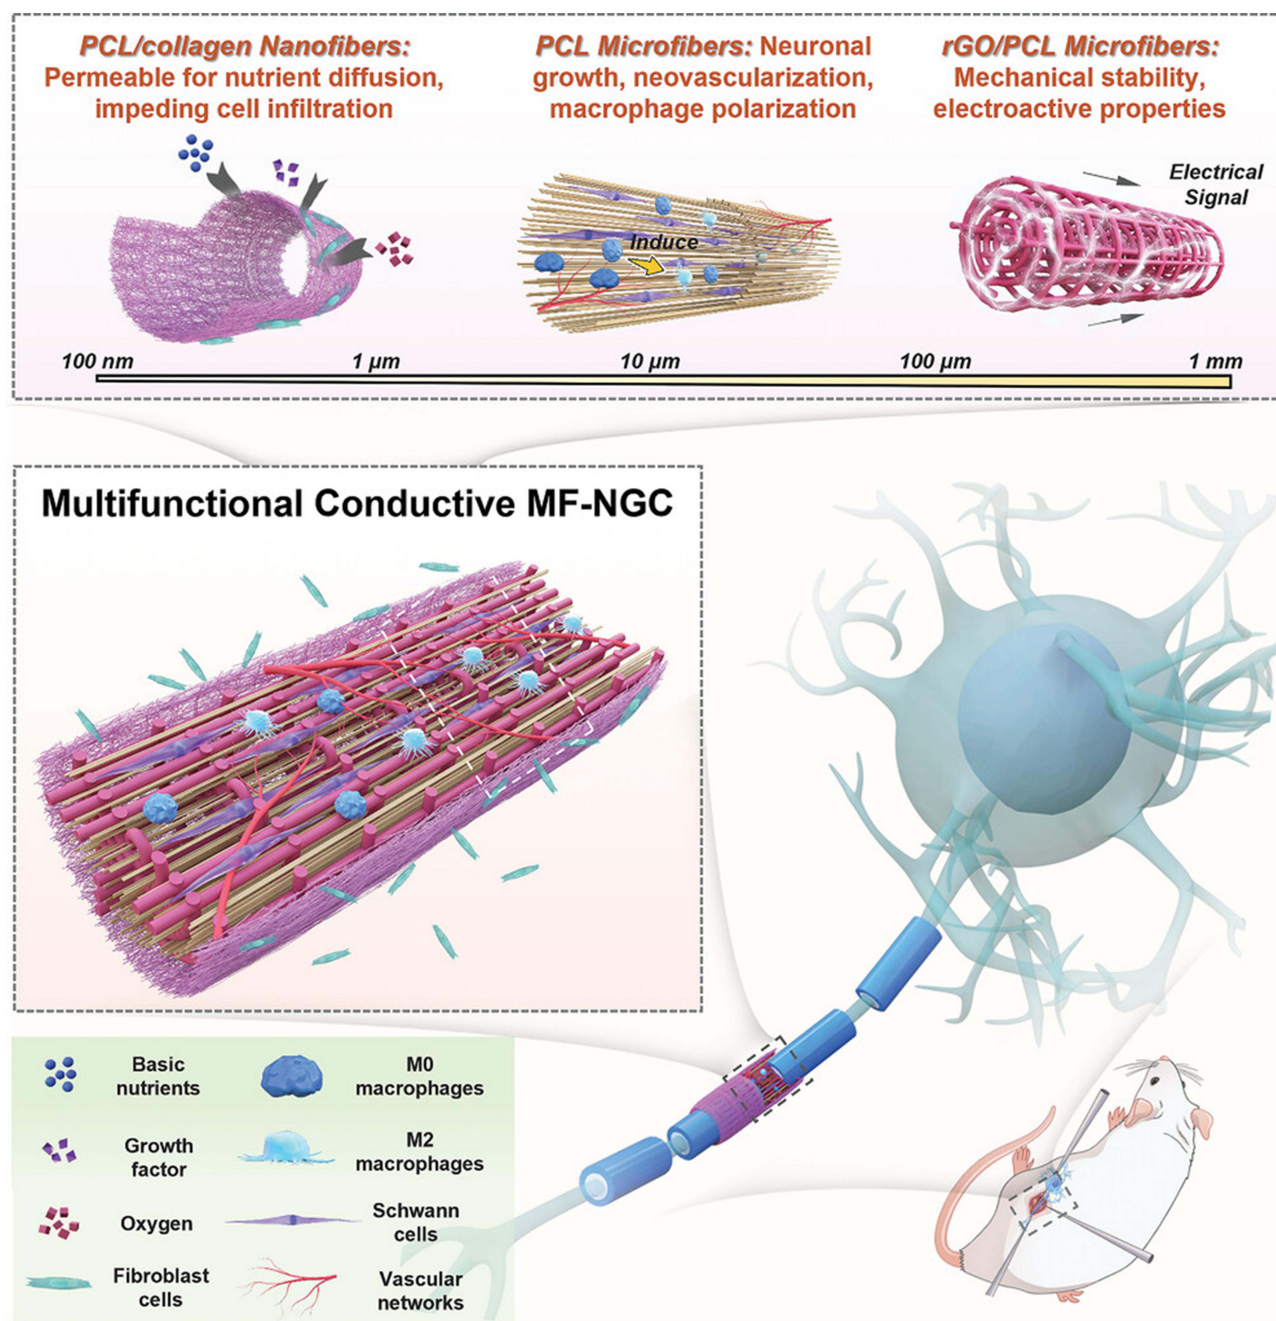 PCL/collagen Nanofibers:
Permeable for nutrient diffusion,
impeding cell infiltration
PCL Microfibers: Neuronal
growth, neovascularization,
macrophage polarization
rGO/PCL Microfibers:
Mechanical stability,
electroactive properties
Induce
Electrical
Signal
100 nm
1 μm
10 μm
100 μm
1 mm
Multifunctional Conductive MF-NGC
Basic
nutrients
M0
macrophages
Growth
factor
M2
macrophages
Oxygen
Schwann
cells
Fibroblast
cells
Vascular
networks